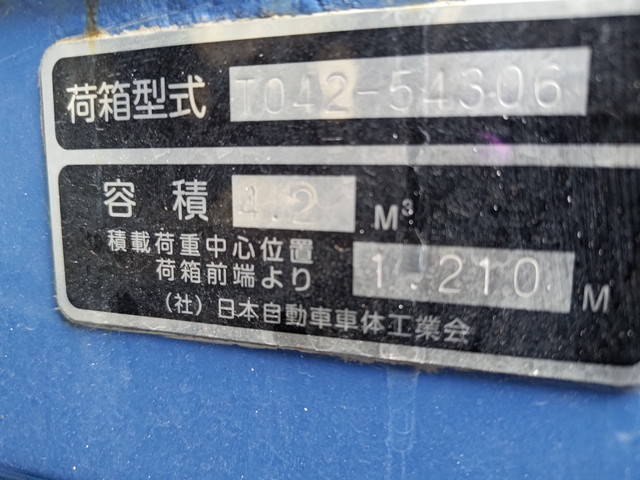 荷箱型式 T042-54306
容積 4.2 M³
積載荷重中心位置
荷箱前端より 1.210 M
(社)日本自動車車体工業会